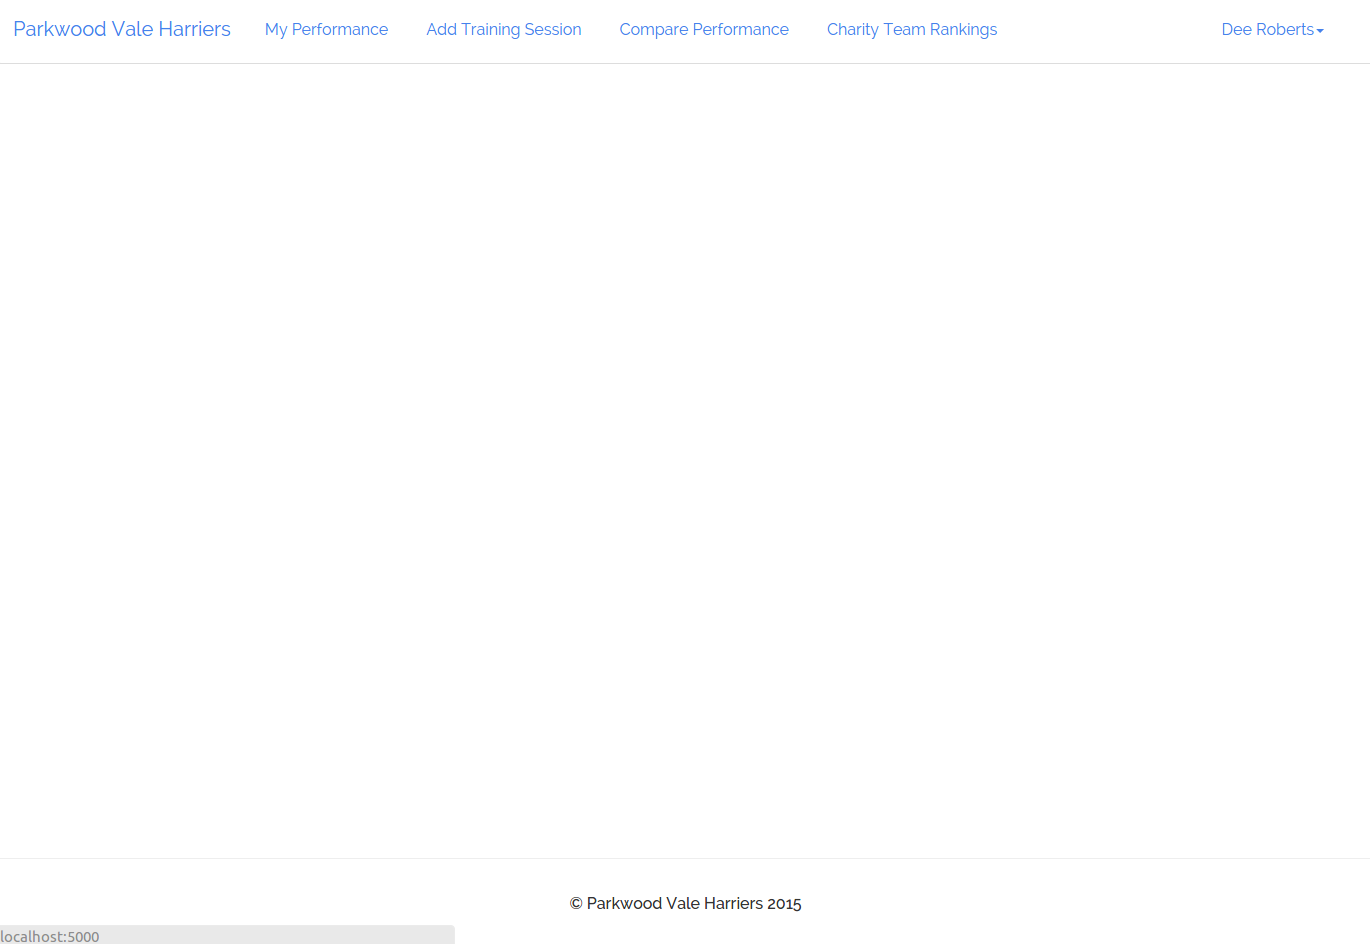 Parkwood Vale Harriers My Performance Add Training Session Compare Performance Charity Team Rankings Dee Roberts
© Parkwood Vale Harriers 2015
localhost:5000